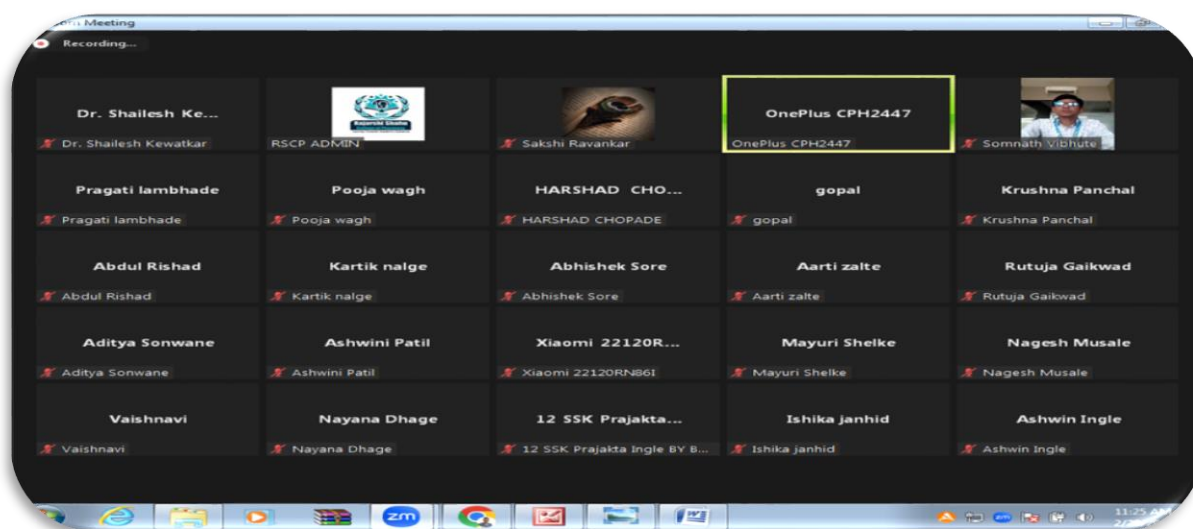 Meeting
Recording...
Dr. Shailesh Ke...
OnePlus CPH2447
Dr. Shailesh Kewatkar
RSCP ADMIN
Sakshi Ravankar
OnePlus CPH2447
Somnath Vibhute
Pragati lambhade
Pooja wagh
HARSHAD CHO...
gopal
Krushna Panchal
Pragati lambhade
Pooja wagh
HARSHAD CHOPADE
gopal
Krushna Panchal
Abdul Rishad
Kartik nalge
Abhishek Sore
Aarti zalte
Rutuja Gaikwad
Abdul Rishad
Kartik nalge
Abhishek Sore
Aarti zalte
Rutuja Gaikwad
Aditya Sonwane
Ashwini Patil
Xiaomi 22120R...
Mayuri Shelke
Nagesh Musale
Aditya Sonwane
Ashwini Patil
Xiaomi 22120RN86I
Mayuri Shelke
Nagesh Musale
Vaishnavi
Nayana Dhage
12 SSK Prajakta...
Ishika janhid
Ashwin Ingle
Vaishnavi
Nayana Dhage
12 SSK Prajakta Ingle BY B...
Ishika janhid
Ashwin Ingle
zm
11:25 AM